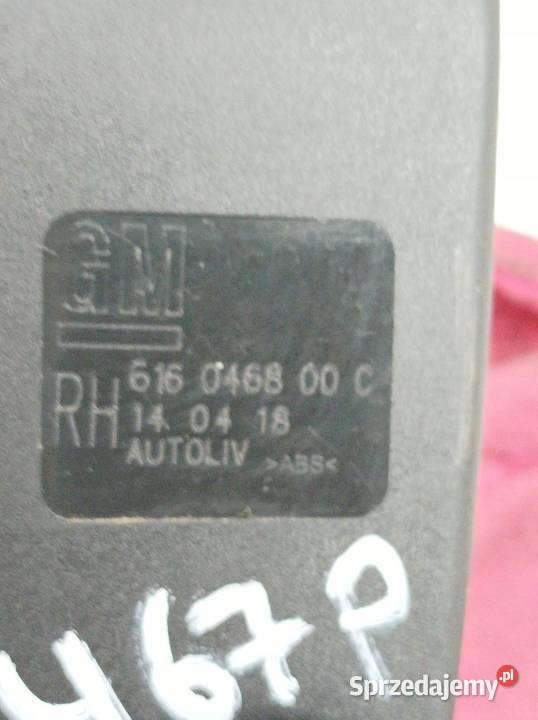 GM
RH
616 0468 00 C
14 04 18
AUTOLIV >ABS<
467P
Sprzedajemy.pl